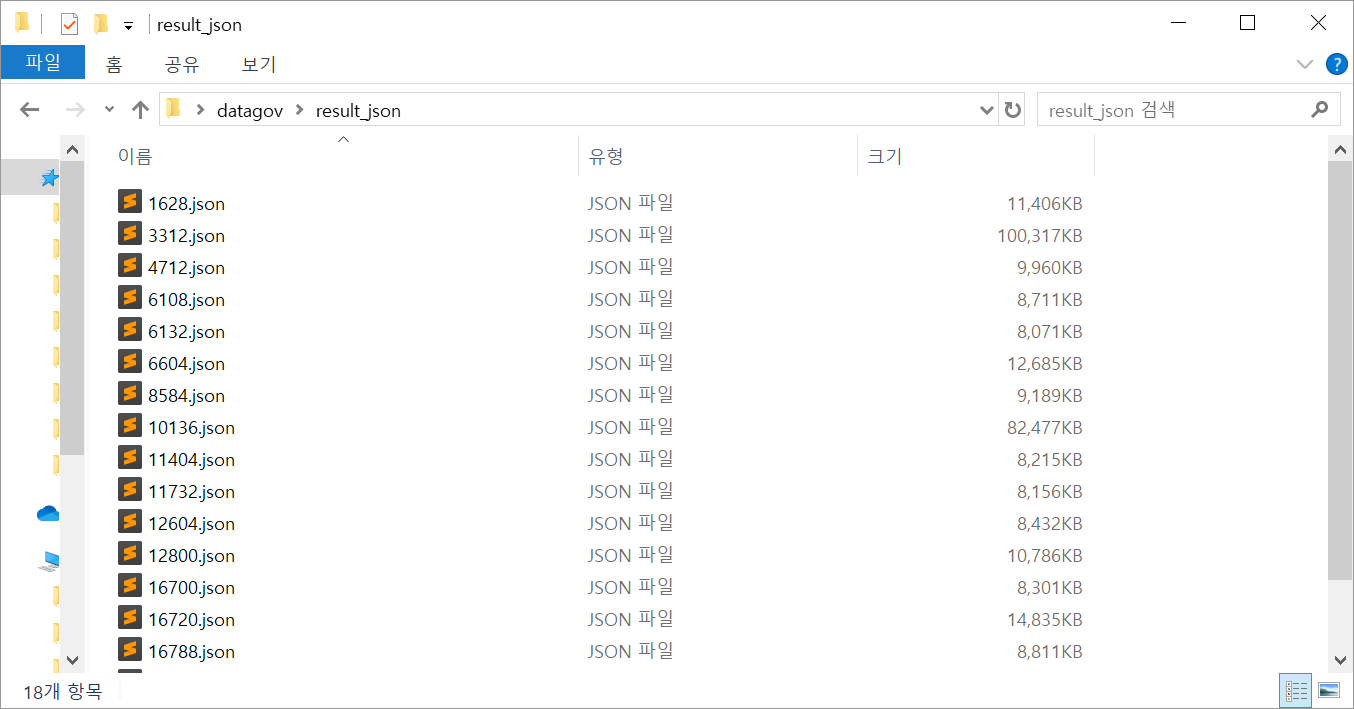 result_json
파일 홈 공유 보기
?
datagov result_json
result_json 검색
이름 유형 크기
1628.json JSON 파일 11,406KB
3312.json JSON 파일 100,317KB
4712.json JSON 파일 9,960KB
6108.json JSON 파일 8,711KB
6132.json JSON 파일 8,071KB
6604.json JSON 파일 12,685KB
8584.json JSON 파일 9,189KB
10136.json JSON 파일 82,477KB
11404.json JSON 파일 8,215KB
11732.json JSON 파일 8,156KB
12604.json JSON 파일 8,432KB
12800.json JSON 파일 10,786KB
16700.json JSON 파일 8,301KB
16720.json JSON 파일 14,835KB
16788.json JSON 파일 8,811KB
18개 항목